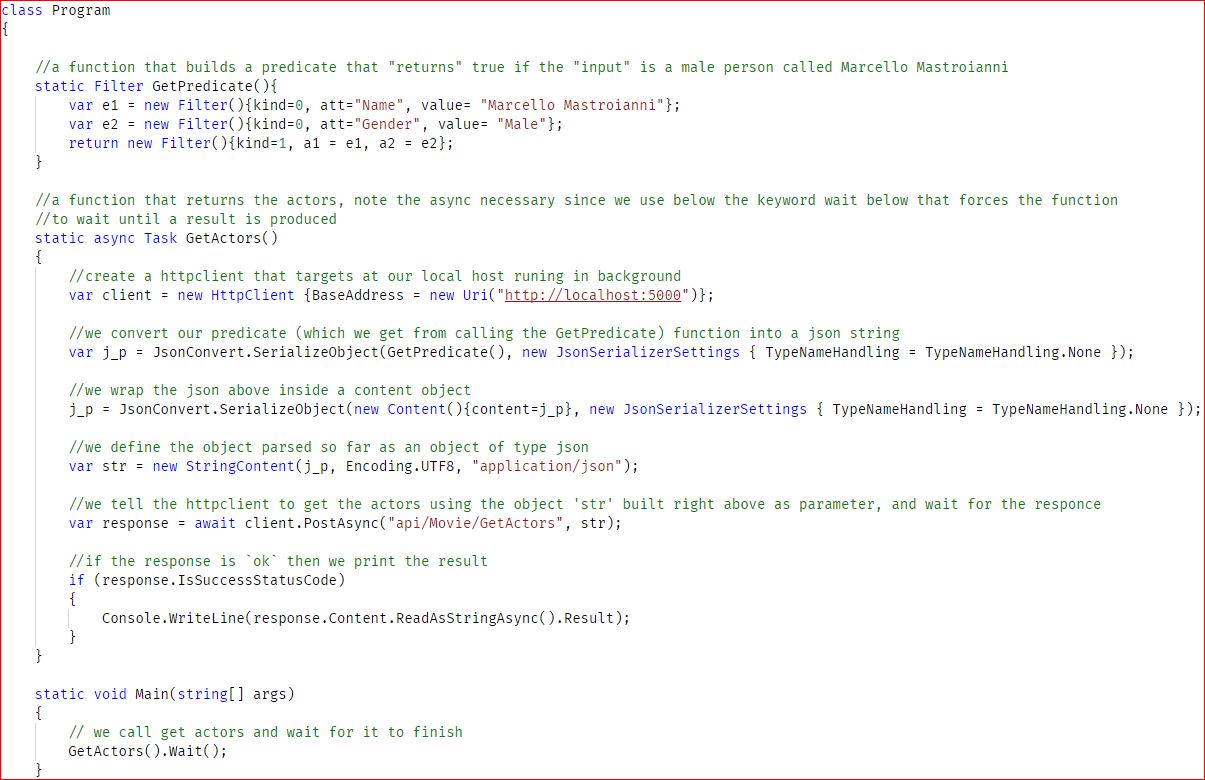 class Program
{
//a function that builds a predicate that "returns" true if the "input" is a male person called Marcello Mastroianni
static Filter GetPredicate(){
var e1 = new Filter(){kind=0, att="Name", value= "Marcello Mastroianni"};
var e2 = new Filter(){kind=0, att="Gender", value= "Male"};
return new Filter(){kind=1, a1 = e1, a2 = e2};
}
//a function that returns the actors, note the async necessary since we use below the keyword wait below that forces the function
//to wait until a result is produced
static async Task GetActors()
{
//create a httpclient that targets at our local host runing in background
var client = new HttpClient {BaseAddress = new Uri("http://localhost:5000")};
//we convert our predicate (which we get from calling the GetPredicate) function into a json string
var j_p = JsonConvert.SerializeObject(GetPredicate(), new JsonSerializerSettings { TypeNameHandling = TypeNameHandling.None });
//we wrap the json above inside a content object
j_p = JsonConvert.SerializeObject(new Content(){content=j_p}, new JsonSerializerSettings { TypeNameHandling = TypeNameHandling.None });
//we define the object parsed so far as an object of type json
var str = new StringContent(j_p, Encoding.UTF8, "application/json");
//we tell the httpclient to get the actors using the object 'str' built right above as parameter, and wait for the responce
var response = await client.PostAsync("api/Movie/GetActors", str);
//if the response is `ok` then we print the result
if (response.IsSuccessStatusCode)
{
Console.WriteLine(response.Content.ReadAsStringAsync().Result);
}
}
static void Main(string[] args)
{
// we call get actors and wait for it to finish
GetActors().Wait();
}